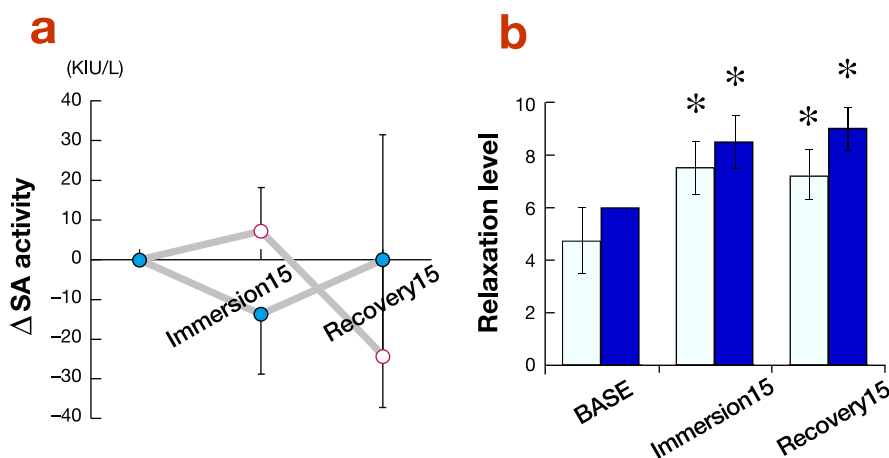 a
(KIU/L)
40
30
20
10
0
−10
−20
−30
−40
Δ SA activity
Immersion15
Recovery15
b
10
8
6
4
2
0
Relaxation level
* * * *
BASE
Immersion15
Recovery15